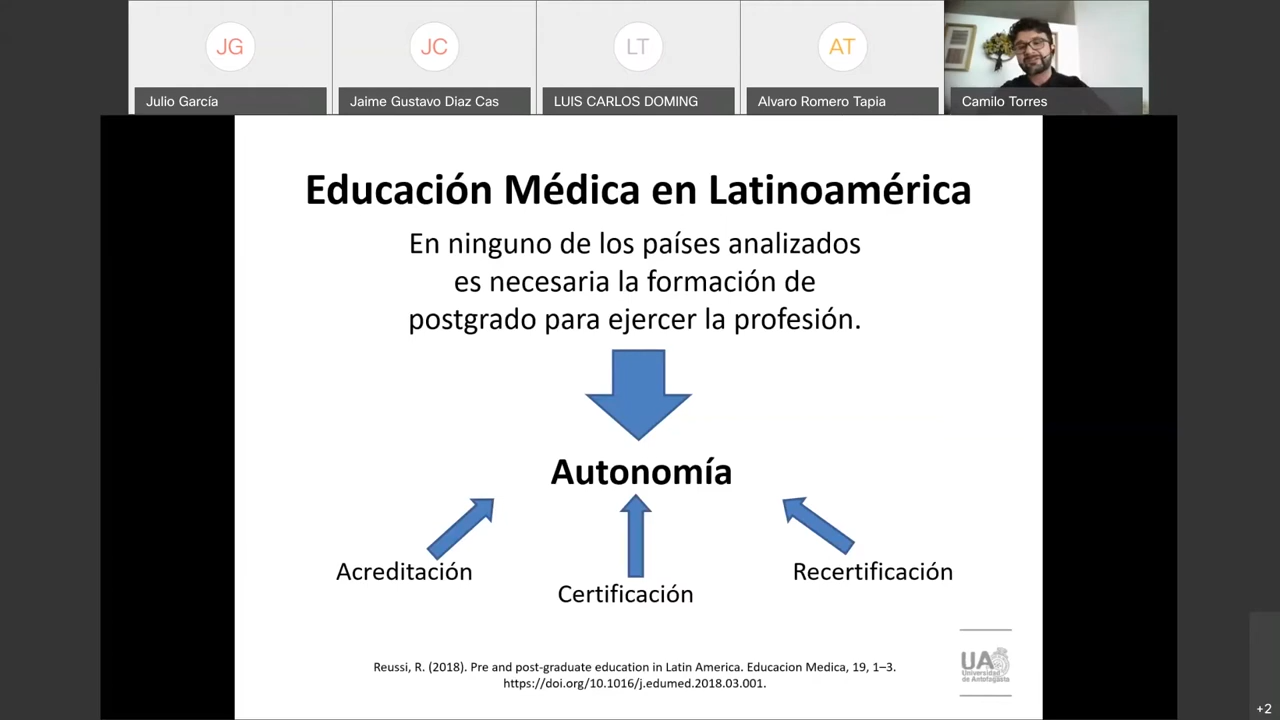 JG
JC
LT
AT
Julio García
Jaime Gustavo Diaz Cas
LUIS CARLOS DOMING
Alvaro Romero Tapia
Camilo Torres
Educación Médica en Latinoamérica
En ninguno de los países analizados
es necesaria la formación de
postgrado para ejercer la profesión.
Autonomía
Acreditación
Certificación
Recertificación
Reussi, R. (2018). Pre and post-graduate education in Latin America. Educacion Medica, 19, 1–3.
https://doi.org/10.1016/j.edumed.2018.03.001.
UA
Universidad
de Antofagasta
+2